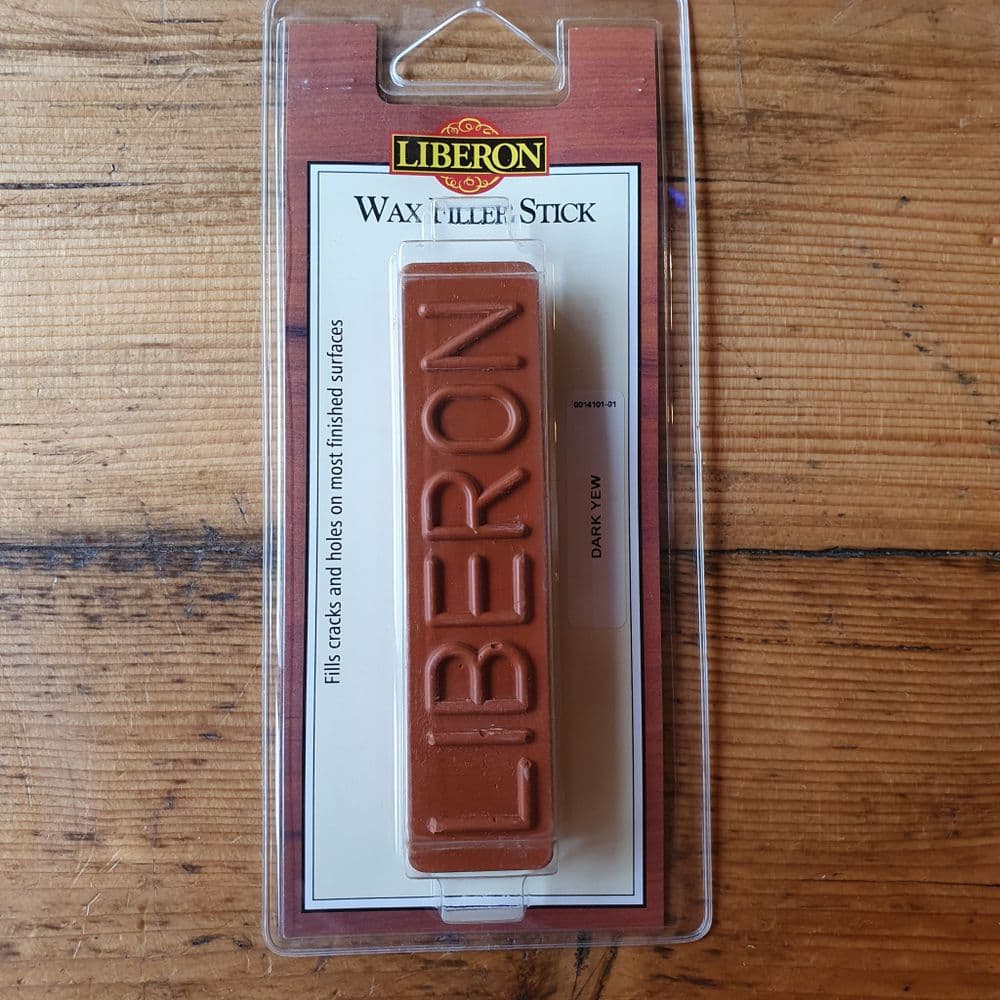 LIBERON
WAX FILLER STICK
Fills cracks and holes on most finished surfaces
LIBERON
0014101-01
DARK YEW